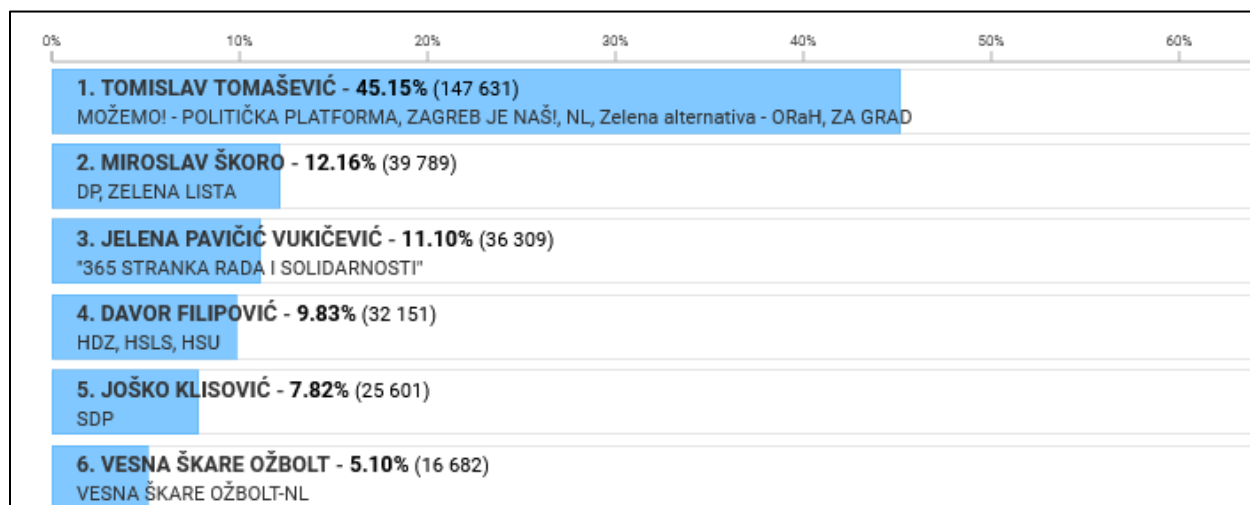 0% 10% 20% 30% 40% 50% 60%
1. TOMISLAV TOMAŠEVIĆ - 45.15% (147 631)
MOŽEMO! - POLITIČKA PLATFORMA, ZAGREB JE NAŠ!, NL, Zelena alternativa - ORaH, ZA GRAD
2. MIROSLAV ŠKORO - 12.16% (39 789)
DP, ZELENA LISTA
3. JELENA PAVIČIĆ VUKIČEVIĆ - 11.10% (36 309)
"365 STRANKA RADA I SOLIDARNOSTI"
4. DAVOR FILIPOVIĆ - 9.83% (32 151)
HDZ, HSLS, HSU
5. JOŠKO KLISOVIĆ - 7.82% (25 601)
SDP
6. VESNA ŠKARE OŽBOLT - 5.10% (16 682)
VESNA ŠKARE OŽBOLT-NL